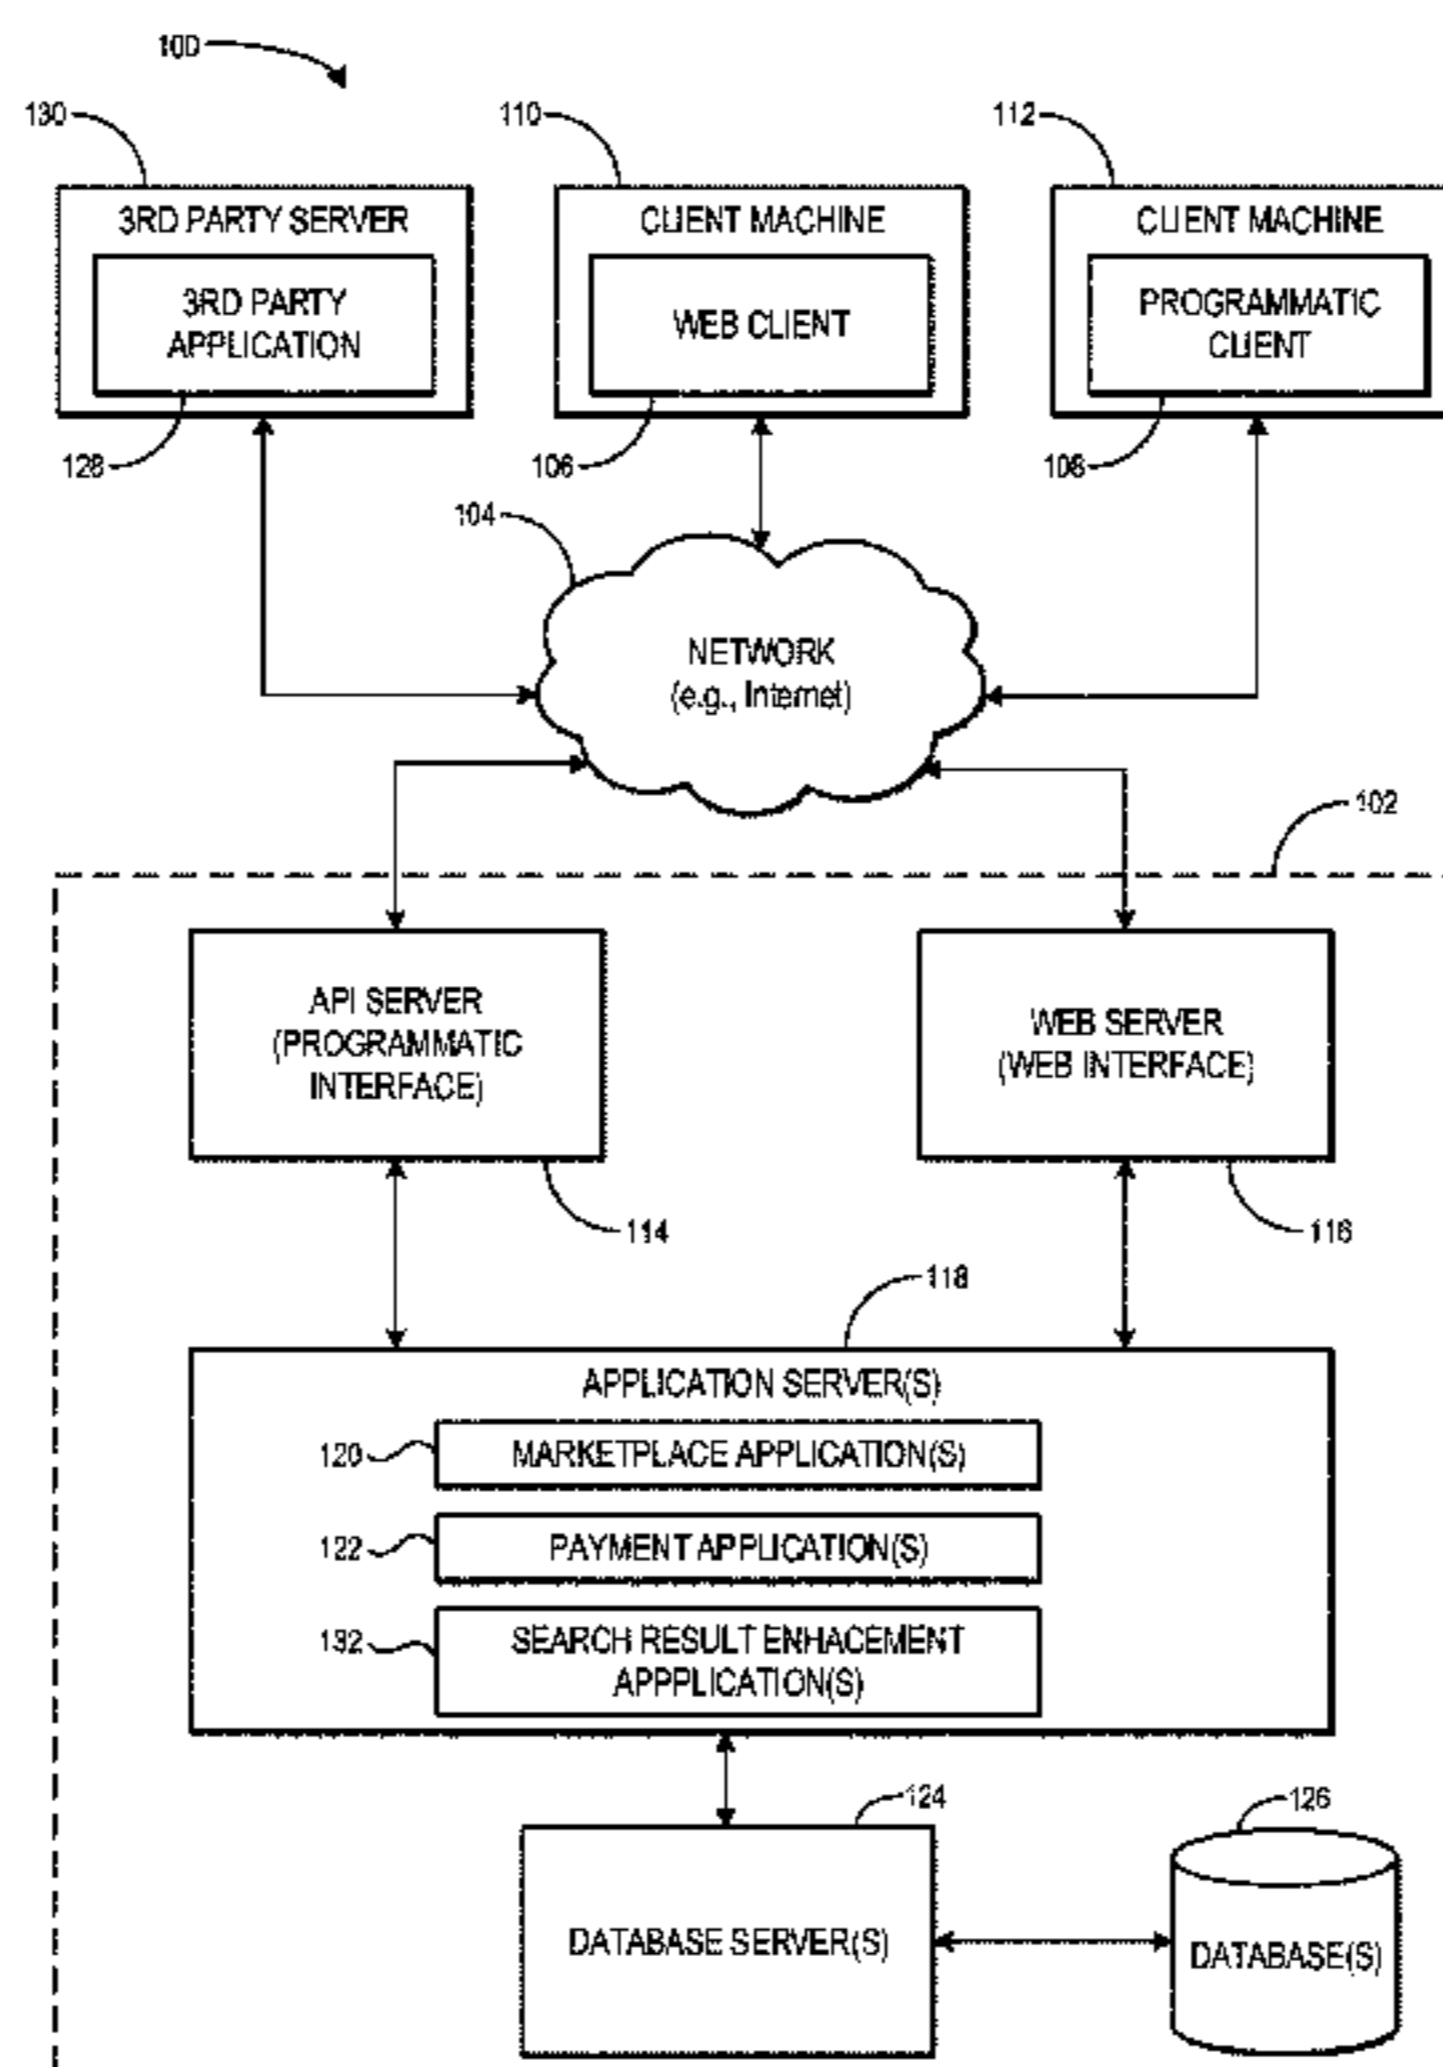 100
130
110
112
3RD PARTY SERVER
3RD PARTY
APPLICATION
CLIENT MACHINE
WEB CLIENT
CLIENT MACHINE
PROGRAMMATIC
CLIENT
128
106
108
104
NETWORK
(e.g., Internet)
102
API SERVER
(PROGRAMMATIC
INTERFACE)
WEB SERVER
(WEB INTERFACE)
114
116
118
APPLICATION SERVER(S)
120
MARKETPLACE APPLICATION(S)
122
PAYMENT APPLICATION(S)
132
SEARCH RESULT ENHACEMENT
APPPLICATION(S)
124
126
DATABASE SERVER(S)
DATABASE(S)